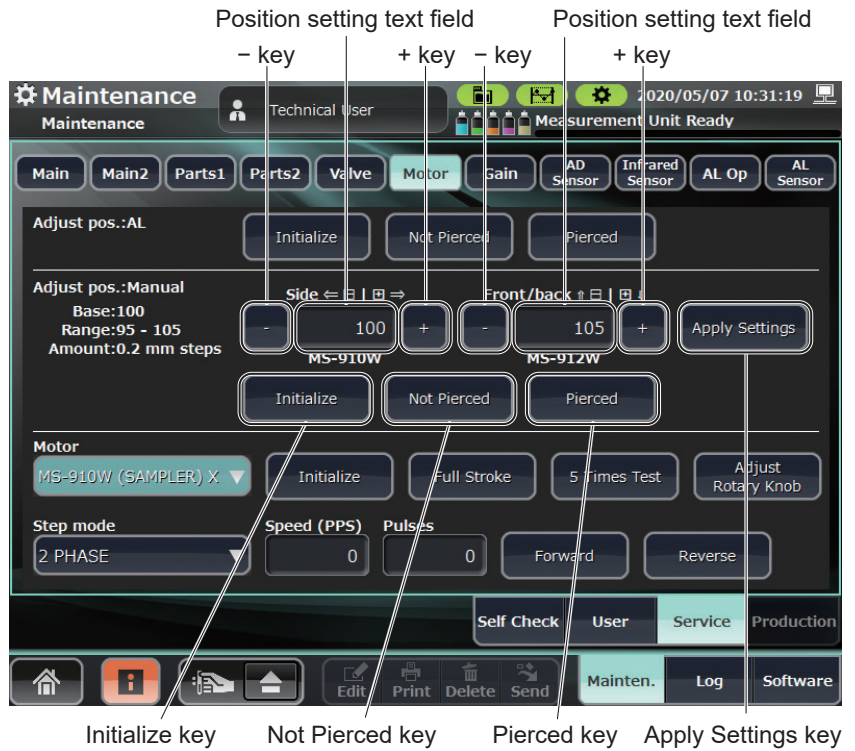 Position setting text field Position setting text field
− key + key − key + key
Maintenance Technical User 2020/05/07 10:31:19
Maintenance Measurement Unit Ready
Main Main2 Parts1 Parts2 Valve Motor Gain AD Sensor Infrared Sensor AL Op AL Sensor
Adjust pos.:AL Initialize Not Pierced Pierced
Adjust pos.:Manual Side ⇐ ⊟ | ⊞ ⇒ Front/back ⇑ ⊟ | ⊞ ⇓
Base:100
Range:95 - 105 - 100 + - 105 + Apply Settings
Amount:0.2 mm steps
MS-910W MS-912W
Initialize Not Pierced Pierced
Motor
MS-910W (SAMPLER) X ▼ Initialize Full Stroke 5 Times Test Adjust Rotary Knob
Step mode Speed (PPS) Pulses
2 PHASE ▼ 0 0 Forward Reverse
Self Check User Service Production
Edit Print Delete Send Mainten. Log Software
Initialize key Not Pierced key Pierced key Apply Settings key